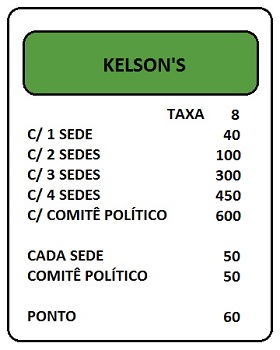 KELSON'S
TAXA 8
C/ 1 SEDE 40
C/ 2 SEDES 100
C/ 3 SEDES 300
C/ 4 SEDES 450
C/ COMITÊ POLÍTICO 600
CADA SEDE 50
COMITÊ POLÍTICO 50
PONTO 60